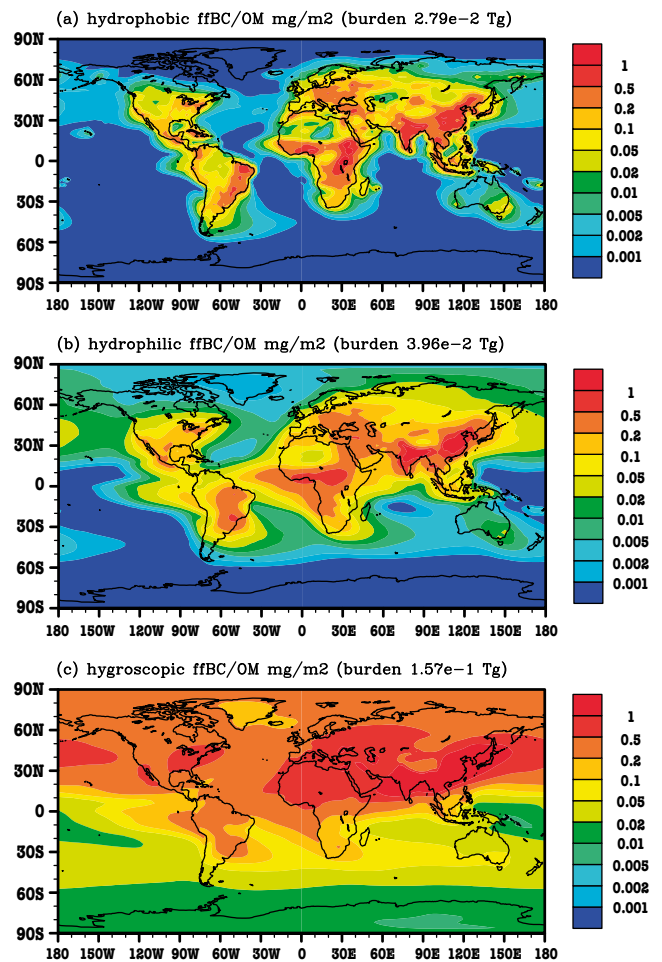 (a) hydrophobic ffBC/OM mg/m2 (burden 2.79e−2 Tg)
90N
60N
30N
0
30S
60S
90S
180 150W 120W 90W 60W 30W 0 30E 60E 90E 120E 150E 180
1
0.5
0.2
0.1
0.05
0.02
0.01
0.005
0.002
0.001
(b) hydrophilic ffBC/OM mg/m2 (burden 3.96e−2 Tg)
90N
60N
30N
0
30S
60S
90S
180 150W 120W 90W 60W 30W 0 30E 60E 90E 120E 150E 180
1
0.5
0.2
0.1
0.05
0.02
0.01
0.005
0.002
0.001
(c) hygroscopic ffBC/OM mg/m2 (burden 1.57e−1 Tg)
90N
60N
30N
0
30S
60S
90S
180 150W 120W 90W 60W 30W 0 30E 60E 90E 120E 150E 180
1
0.5
0.2
0.1
0.05
0.02
0.01
0.005
0.002
0.001